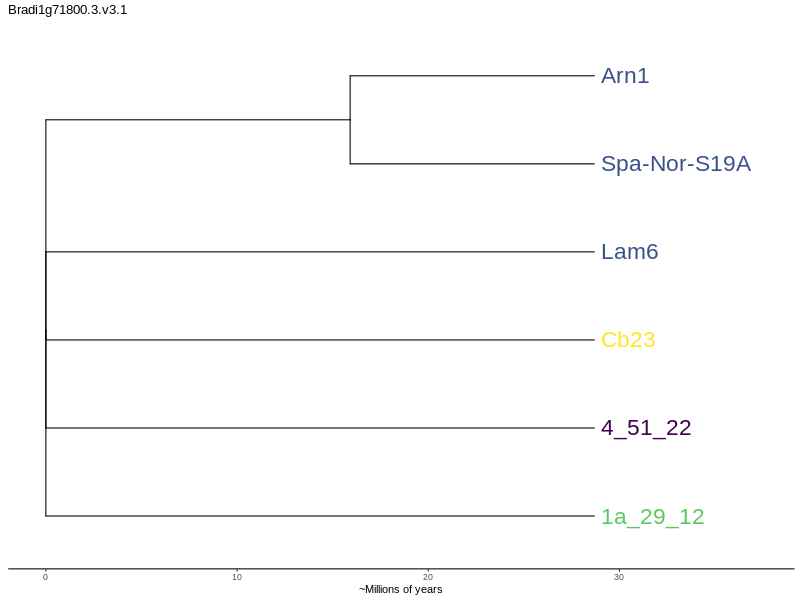 Bradi1g71800.3.v3.1
Arn1
Spa-Nor-S19A
Lam6
Cb23
4_51_22
1a_29_12
0 10 20 30
~Millions of years